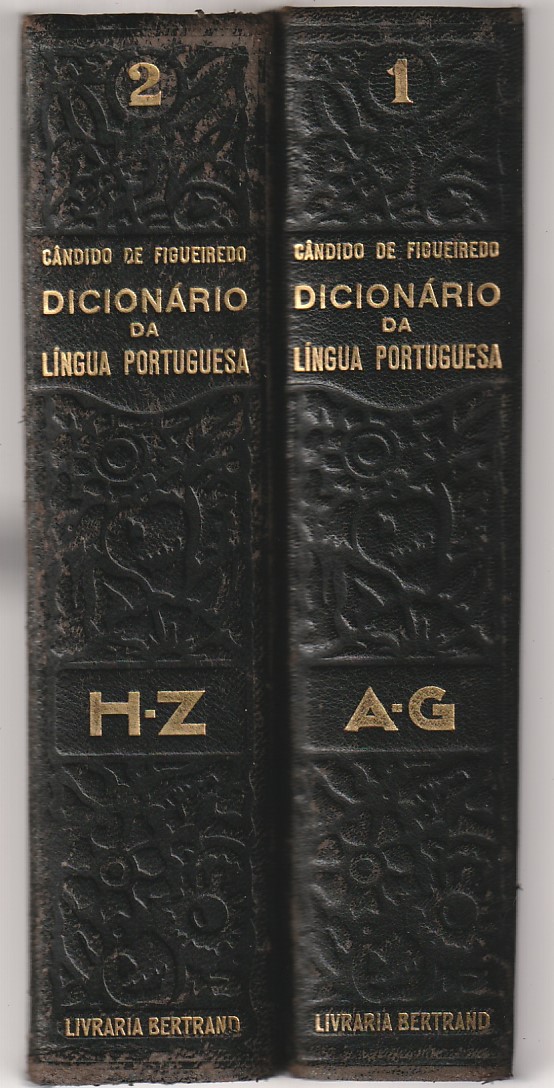 2
CÂNDIDO DE FIGUEIREDO
DICIONÁRIO
DA
LÍNGUA PORTUGUESA
H-Z
LIVRARIA BERTRAND
1
CÂNDIDO DE FIGUEIREDO
DICIONÁRIO
DA
LÍNGUA PORTUGUESA
A-G
LIVRARIA BERTRAND